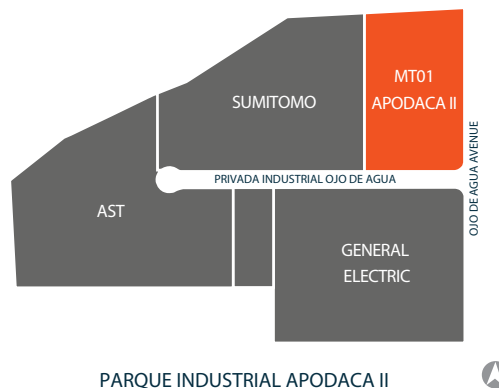 MT01
APODACA II
SUMITOMO
OJO DE AGUA AVENUE
PRIVADA INDUSTRIAL OJO DE AGUA
AST
GENERAL
ELECTRIC
PARQUE INDUSTRIAL APODACA II